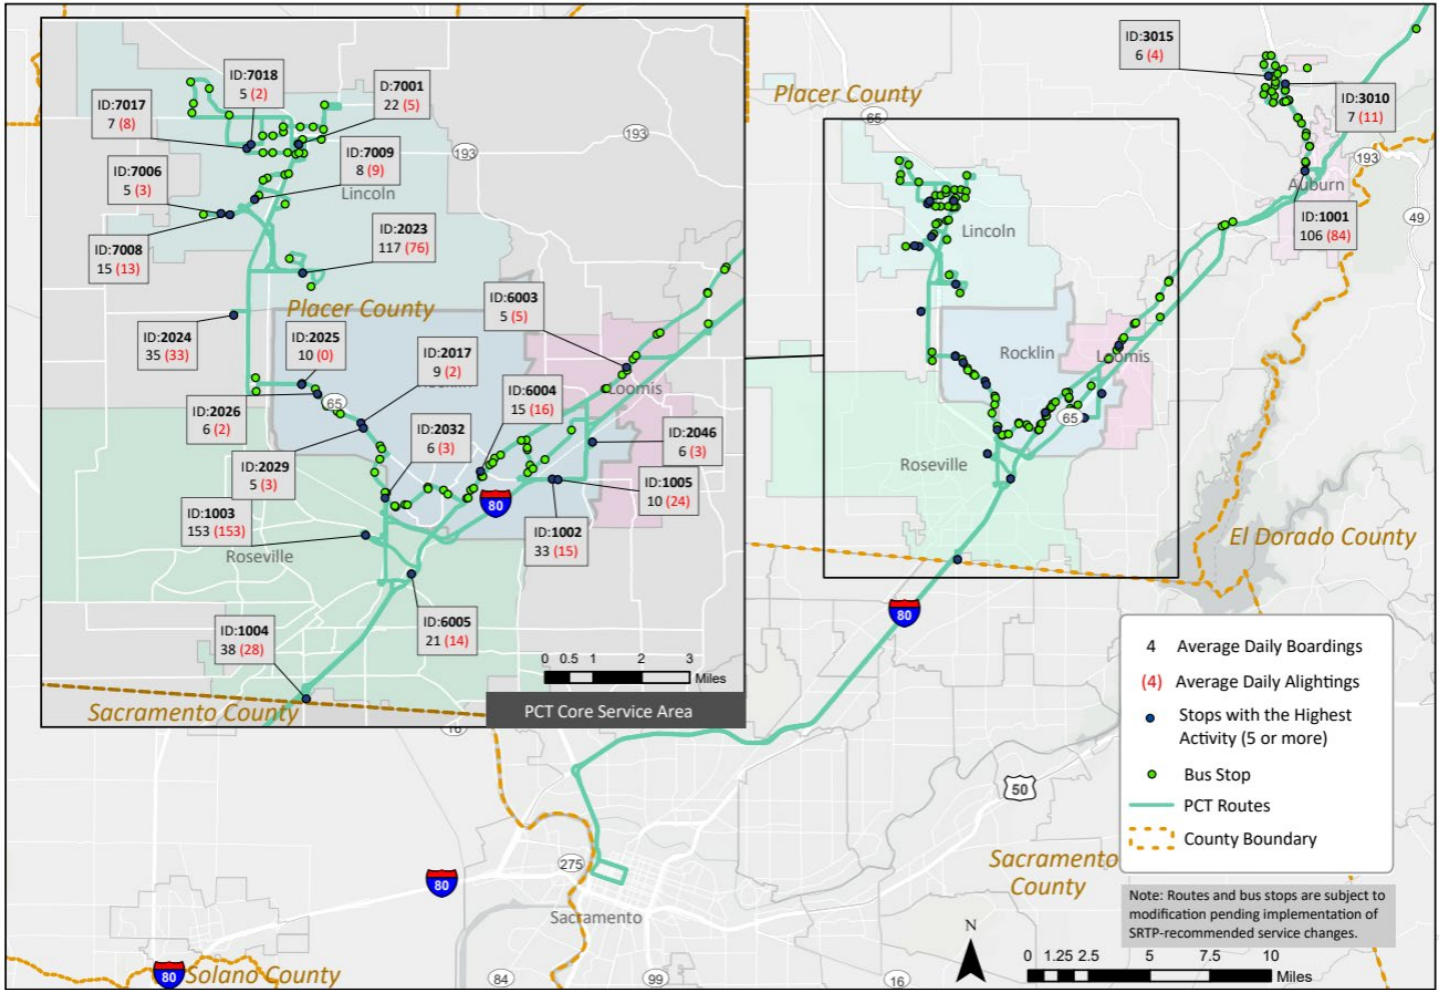 ID:3015
6 (4)
Placer County
65
ID:3010
7 (11)
193
Auburn
ID:1001
106 (84)
49
Lincoln
Rocklin
Loomis
65
Roseville
El Dorado County
80
ID:7018
5 (2)
D:7001
22 (5)
ID:7017
7 (8)
193
193
ID:7009
8 (9)
ID:7006
5 (3)
Lincoln
ID:7008
15 (13)
ID:2023
117 (76)
Placer County
ID:6003
5 (5)
ID:2024
35 (33)
ID:2025
10 (0)
ID:2017
9 (2)
Loomis
65
ID:6004
15 (16)
ID:2026
6 (2)
ID:2032
6 (3)
ID:2046
6 (3)
ID:2029
5 (3)
80
ID:1005
10 (24)
ID:1003
153 (153)
ID:1002
33 (15)
Roseville
ID:1004
38 (28)
ID:6005
21 (14)
0 0.5 1 2 3
Miles
Sacramento County
PCT Core Service Area
16
4 Average Daily Boardings
(4) Average Daily Alightings
Stops with the Highest
Activity (5 or more)
Bus Stop
PCT Routes
County Boundary
50
Sacramento
County
275
80
Sacramento
Note: Routes and bus stops are subject to
modification pending implementation of
SRTP-recommended service changes.
N
0 1.25 2.5 5 7.5 10
Miles
80
Solano County
84
99
16